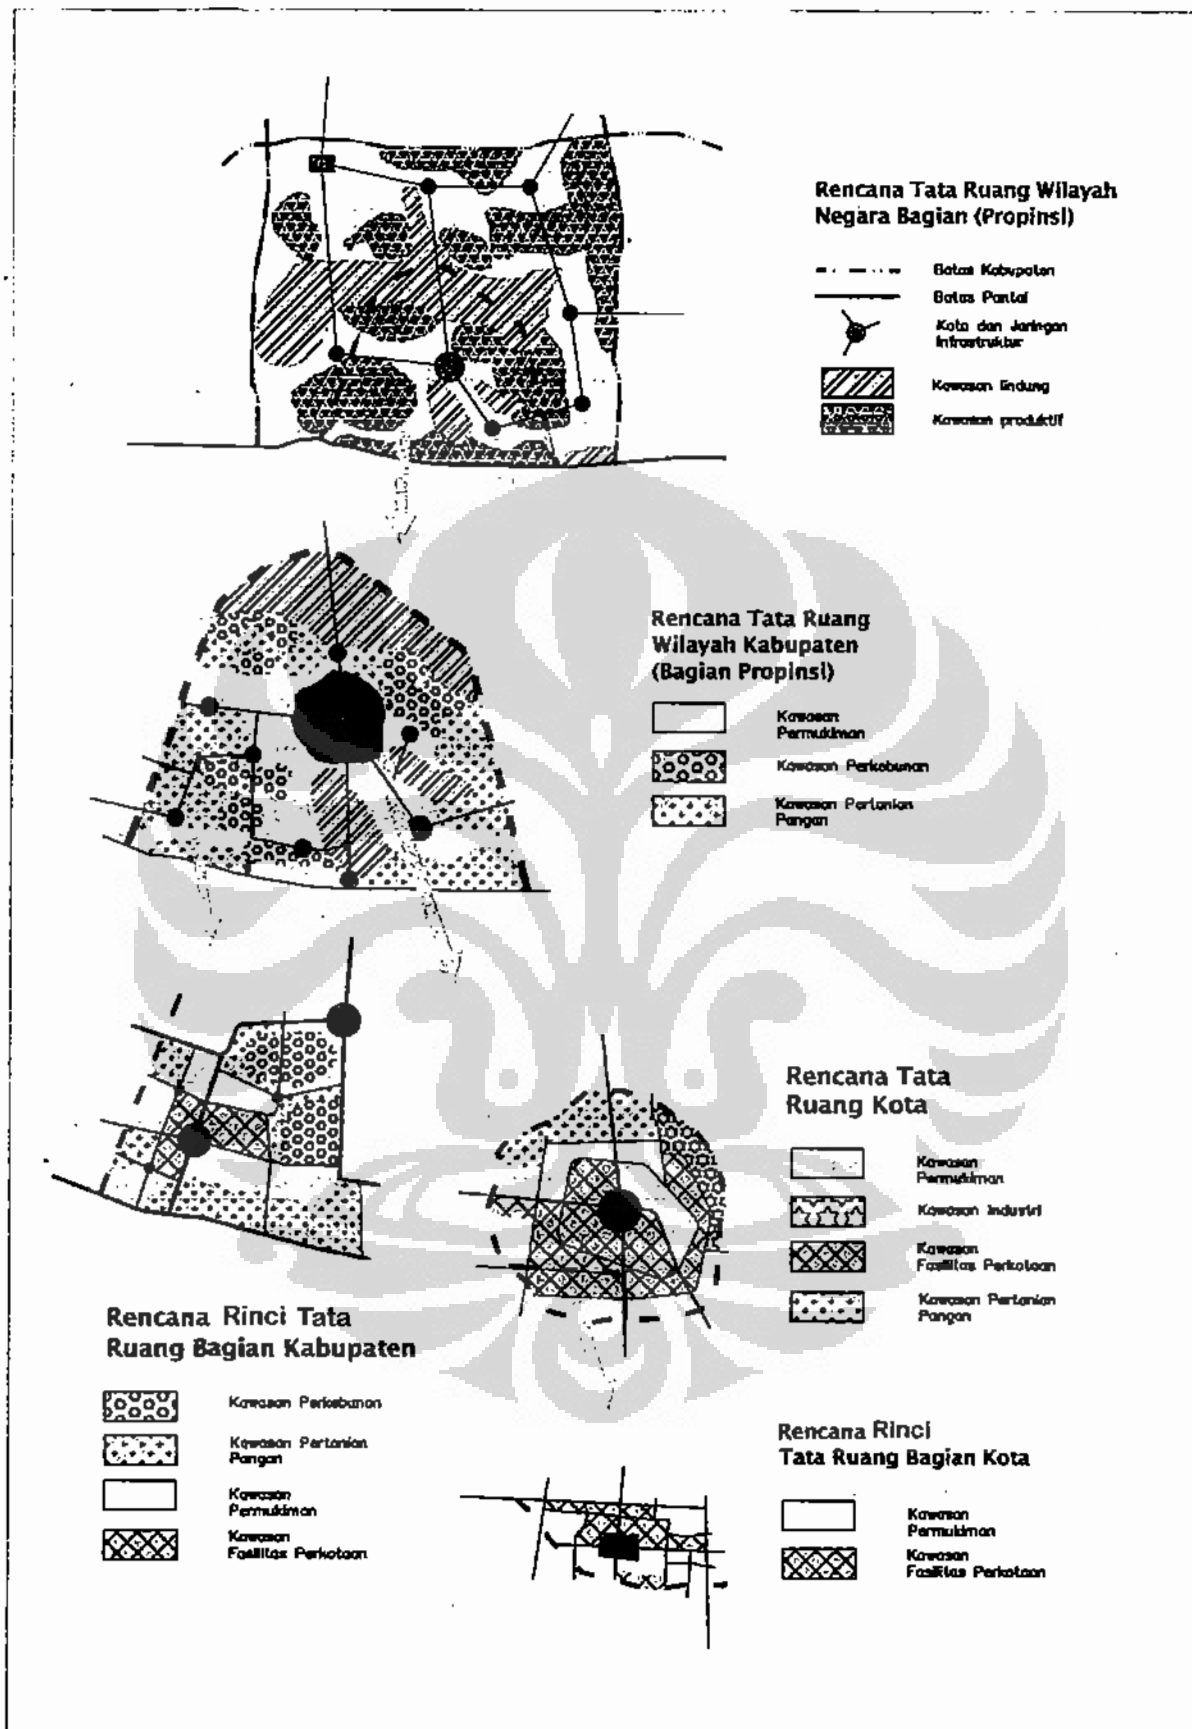 Rencana Tata Ruang Wilayah
Negara Bagian (Propinsi)
Batas Kabupaten
Batas Pantai
Kota dan Jaringan
Infrastruktur
Kawasan lindung
Kawasan produktif
Rencana Tata Ruang
Wilayah Kabupaten
(Bagian Propinsi)
Kawasan
Permukiman
Kawasan Perkebunan
Kawasan Pertanian
Pangan
Rencana Tata
Ruang Kota
Kawasan
Permukiman
Kawasan Industri
Kawasan
Fasilitas Perkotaan
Kawasan Pertanian
Pangan
Rencana Rinci Tata
Ruang Bagian Kabupaten
Kawasan Perkebunan
Kawasan Pertanian
Pangan
Kawasan
Permukiman
Kawasan
Fasilitas Perkotaan
Rencana Rinci
Tata Ruang Bagian Kota
Kawasan
Permukiman
Kawasan
Fasilitas Perkotaan